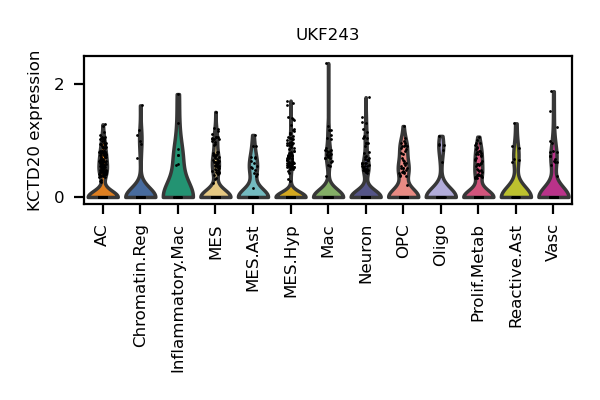 UKF243
KCTD20 expression
2
0
AC
Chromatin.Reg
Inflammatory.Mac
MES
MES.Ast
MES.Hyp
Mac
Neuron
OPC
Oligo
Prolif.Metab
Reactive.Ast
Vasc